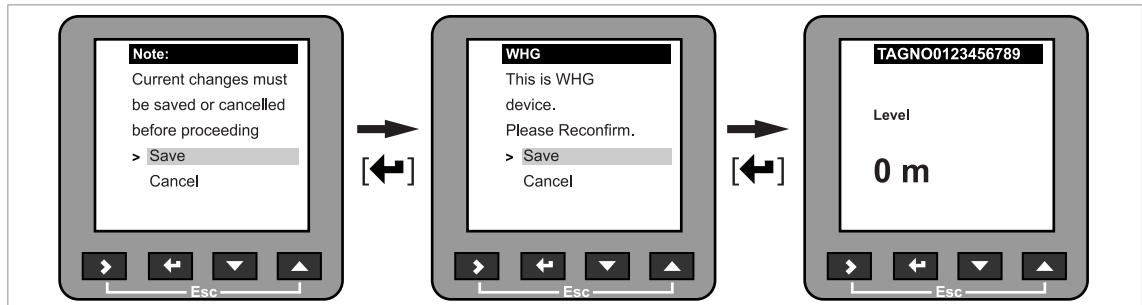 Note:
Current changes must
be saved or cancelled
before proceeding
> Save
Cancel
Esc
[↵]
WHG
This is WHG
device.
Please Reconfirm.
> Save
Cancel
Esc
[↵]
TAGNO0123456789
Level
0 m
Esc